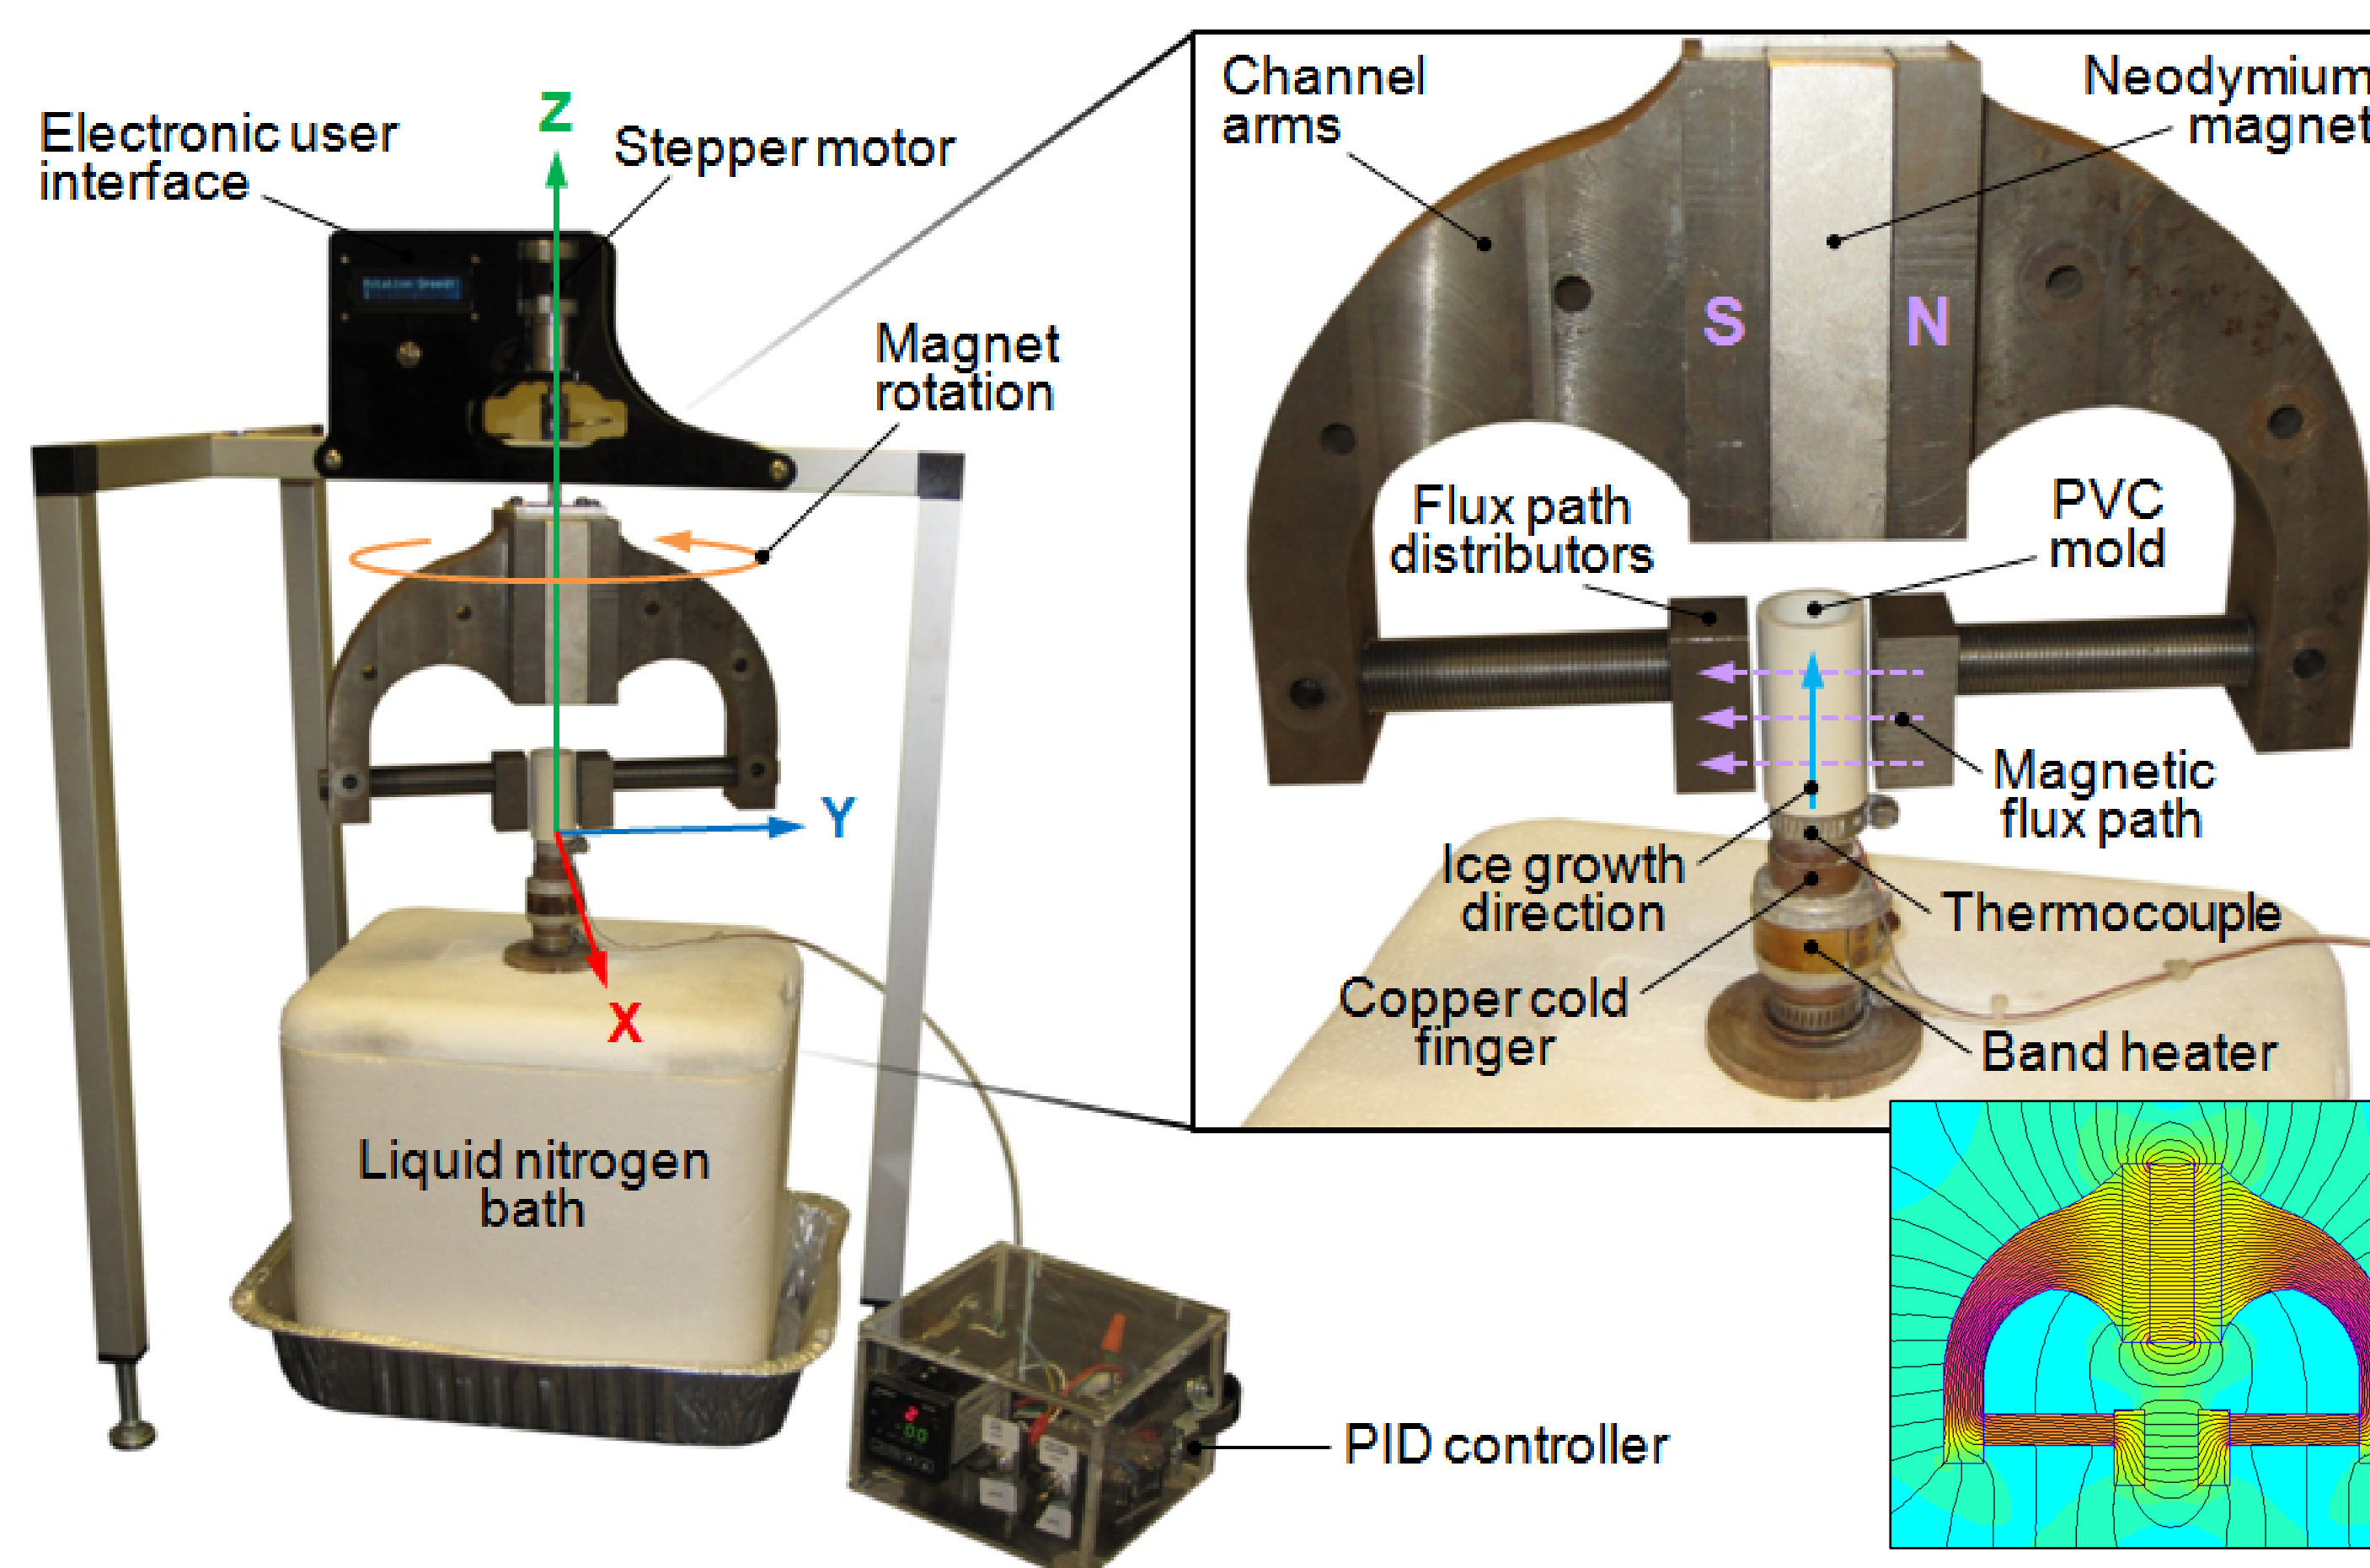 Electronic user
interface
Z
Stepper motor
Magnet
rotation
Y
X
Liquid nitrogen
bath
PID controller
Channel
arms
Neodymium
magnet
S
N
Flux path
distributors
PVC
mold
Magnetic
flux path
Ice growth
direction
Thermocouple
Copper cold
finger
Band heater